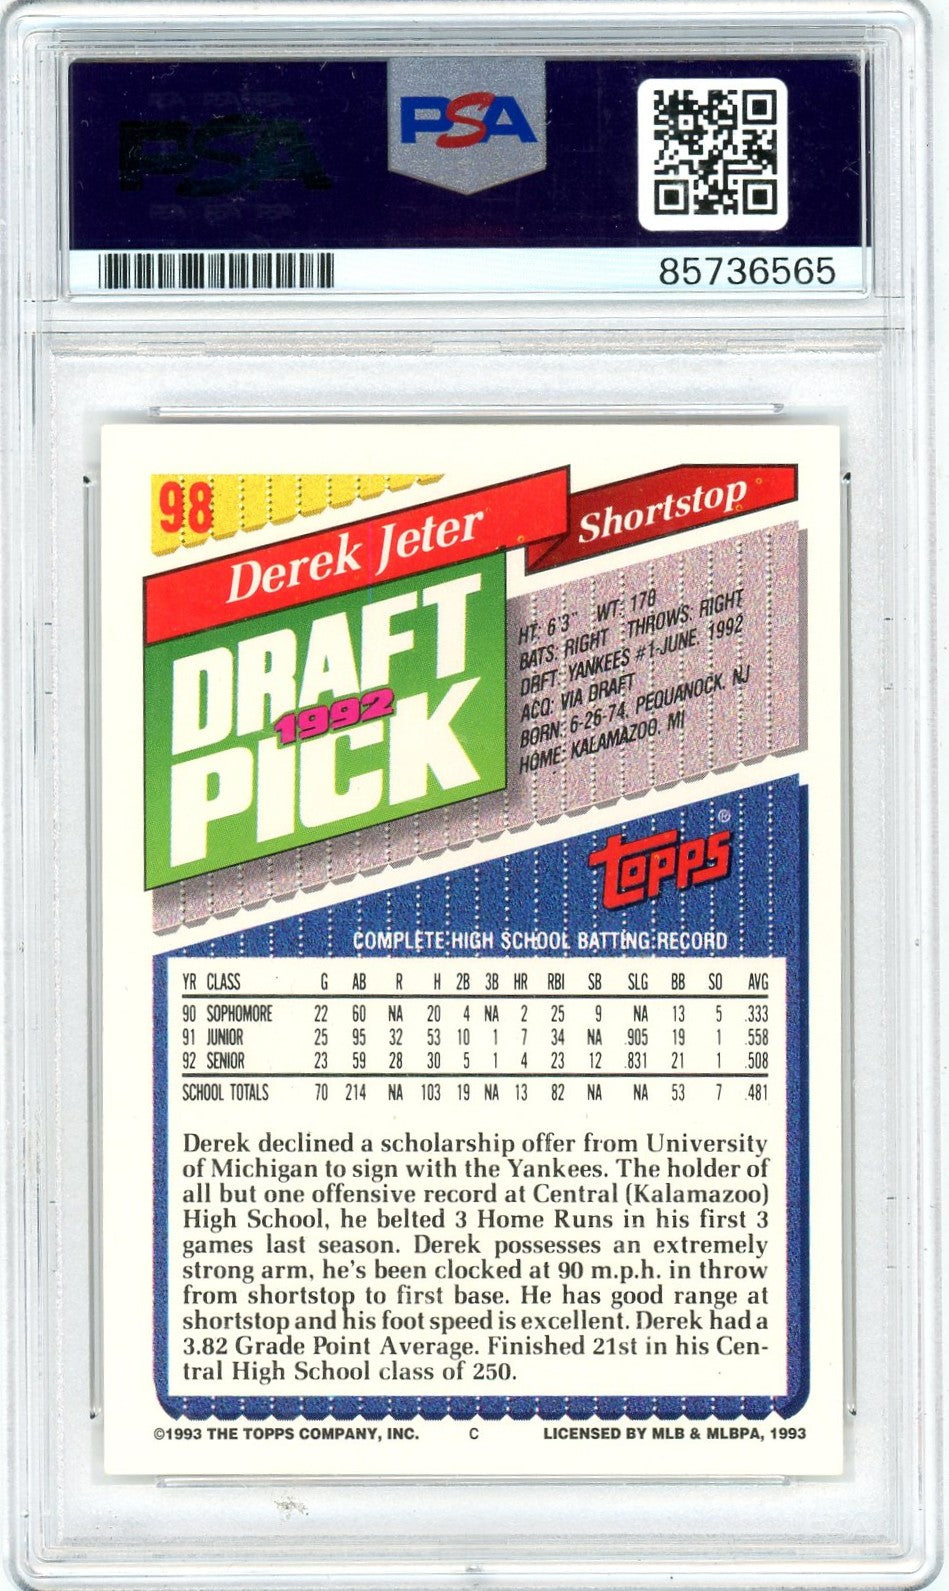 PSA PSA PSA
PSA
PSA PSA PSA
PSA
85736565
98
Derek Jeter
Shortstop
DRAFT
1992
PICK
HT: 6'3" WT: 178
BATS: RIGHT THROWS: RIGHT
DRFT: YANKEES #1-JUNE, 1992
ACQ: VIA DRAFT
BORN: 6-26-74, PEQUANOCK, NJ
HOME: KALAMAZOO, MI
Topps®
COMPLETE HIGH SCHOOL BATTING RECORD
YR CLASS G AB R H 2B 3B HR RBI SB SLG BB SO AVG
90 SOPHOMORE 22 60 NA 20 4 NA 2 25 9 NA 13 5 .333
91 JUNIOR 25 95 32 53 10 1 7 34 NA .905 19 1 .558
92 SENIOR 23 59 28 30 5 1 4 23 12 .831 21 1 .508
SCHOOL TOTALS 70 214 NA 103 19 NA 13 82 NA NA 53 7 .481
Derek declined a scholarship offer from University
of Michigan to sign with the Yankees. The holder of
all but one offensive record at Central (Kalamazoo)
High School, he belted 3 Home Runs in his first 3
games last season. Derek possesses an extremely
strong arm, he's been clocked at 90 m.p.h. in throw
from shortstop to first base. He has good range at
shortstop and his foot speed is excellent. Derek had a
3.82 Grade Point Average. Finished 21st in his Cen-
tral High School class of 250.
©1993 THE TOPPS COMPANY, INC. C LICENSED BY MLB & MLBPA, 1993